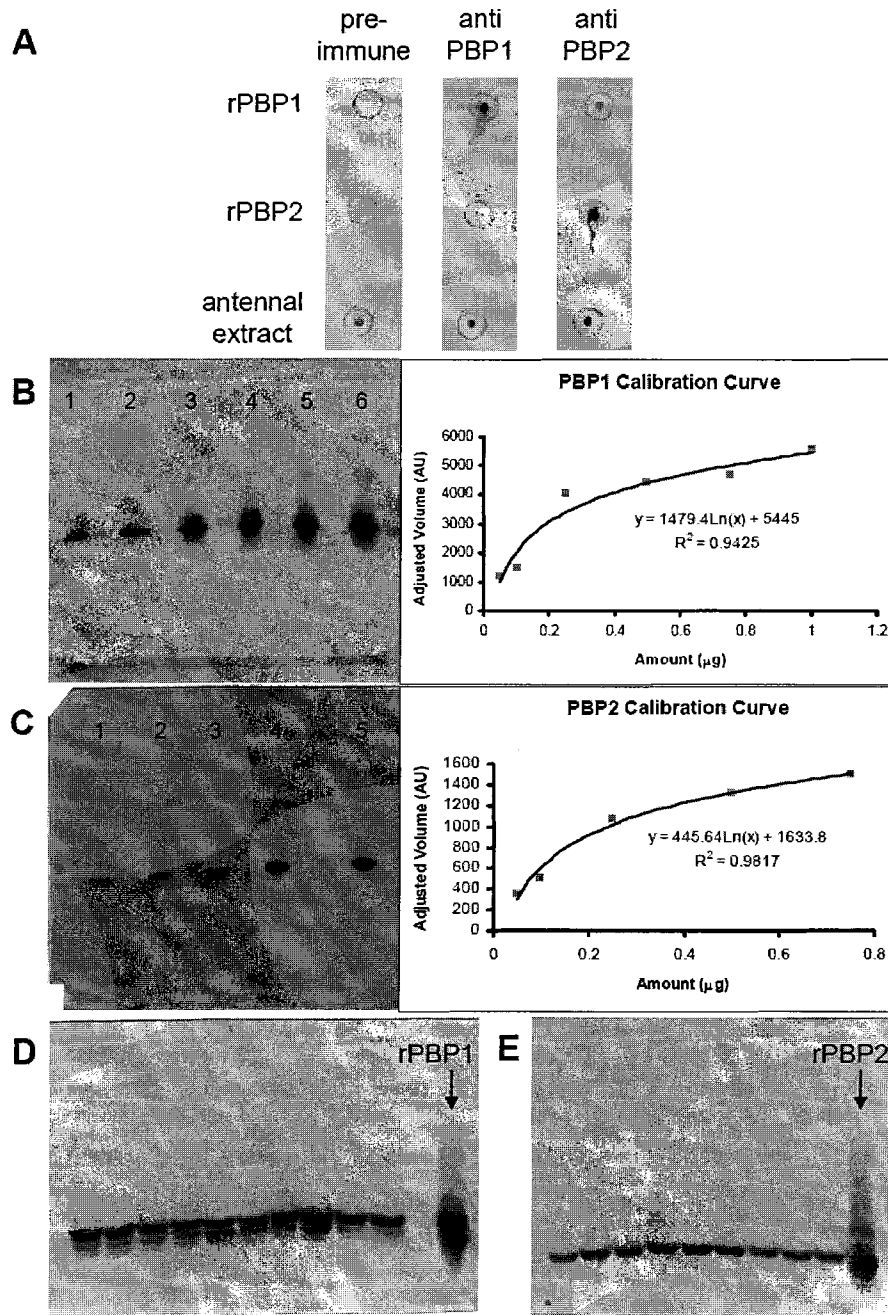 A
pre-
immune
anti
PBP1
anti
PBP2
rPBP1
rPBP2
antennal
extract
B
1 2 3 4 5 6
PBP1 Calibration Curve
Adjusted Volume (AU)
6000
5000
4000
3000
2000
1000
0
y = 1479.4Ln(x) + 5445
R² = 0.9425
0 0.2 0.4 0.6 0.8 1 1.2
Amount (µg)
C
1 2 3 4 5
PBP2 Calibration Curve
Adjusted Volume (AU)
1600
1400
1200
1000
800
600
400
200
0
y = 445.64Ln(x) + 1633.8
R² = 0.9817
0 0.2 0.4 0.6 0.8
Amount (µg)
D
rPBP1
E
rPBP2